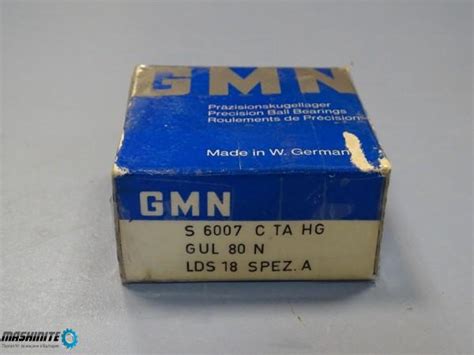 GMN
Präzisionskugellager
Precision Ball Bearings
Roulements de Précision
Made in W. German
GMN
S 6007 C TA HG
GUL 80 N
LDS 18 SPEZ. A
MASHINITE